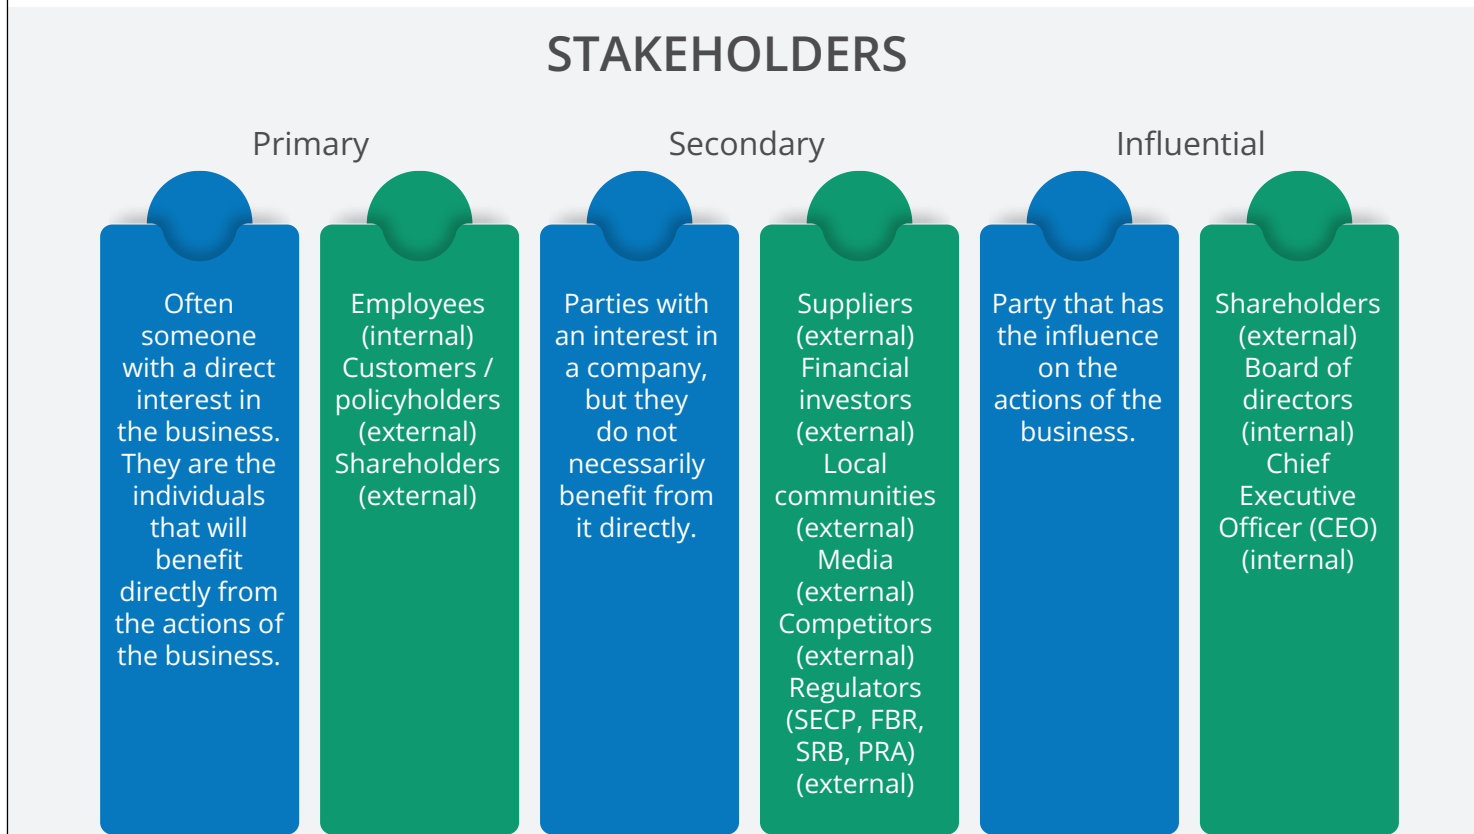 STAKEHOLDERS
Primary
Secondary
Influential
Often
someone
with a direct
interest in
the business.
They are the
individuals
that will
benefit
directly from
the actions of
the business.
Employees
(internal)
Customers /
policyholders
(external)
Shareholders
(external)
Parties with
an interest in
a company,
but they
do not
necessarily
benefit from
it directly.
Suppliers
(external)
Financial
investors
(external)
Local
communities
(external)
Media
(external)
Competitors
(external)
Regulators
(SECP, FBR,
SRB, PRA)
(external)
Party that has
the influence
on the
actions of the
business.
Shareholders
(external)
Board of
directors
(internal)
Chief
Executive
Officer (CEO)
(internal)